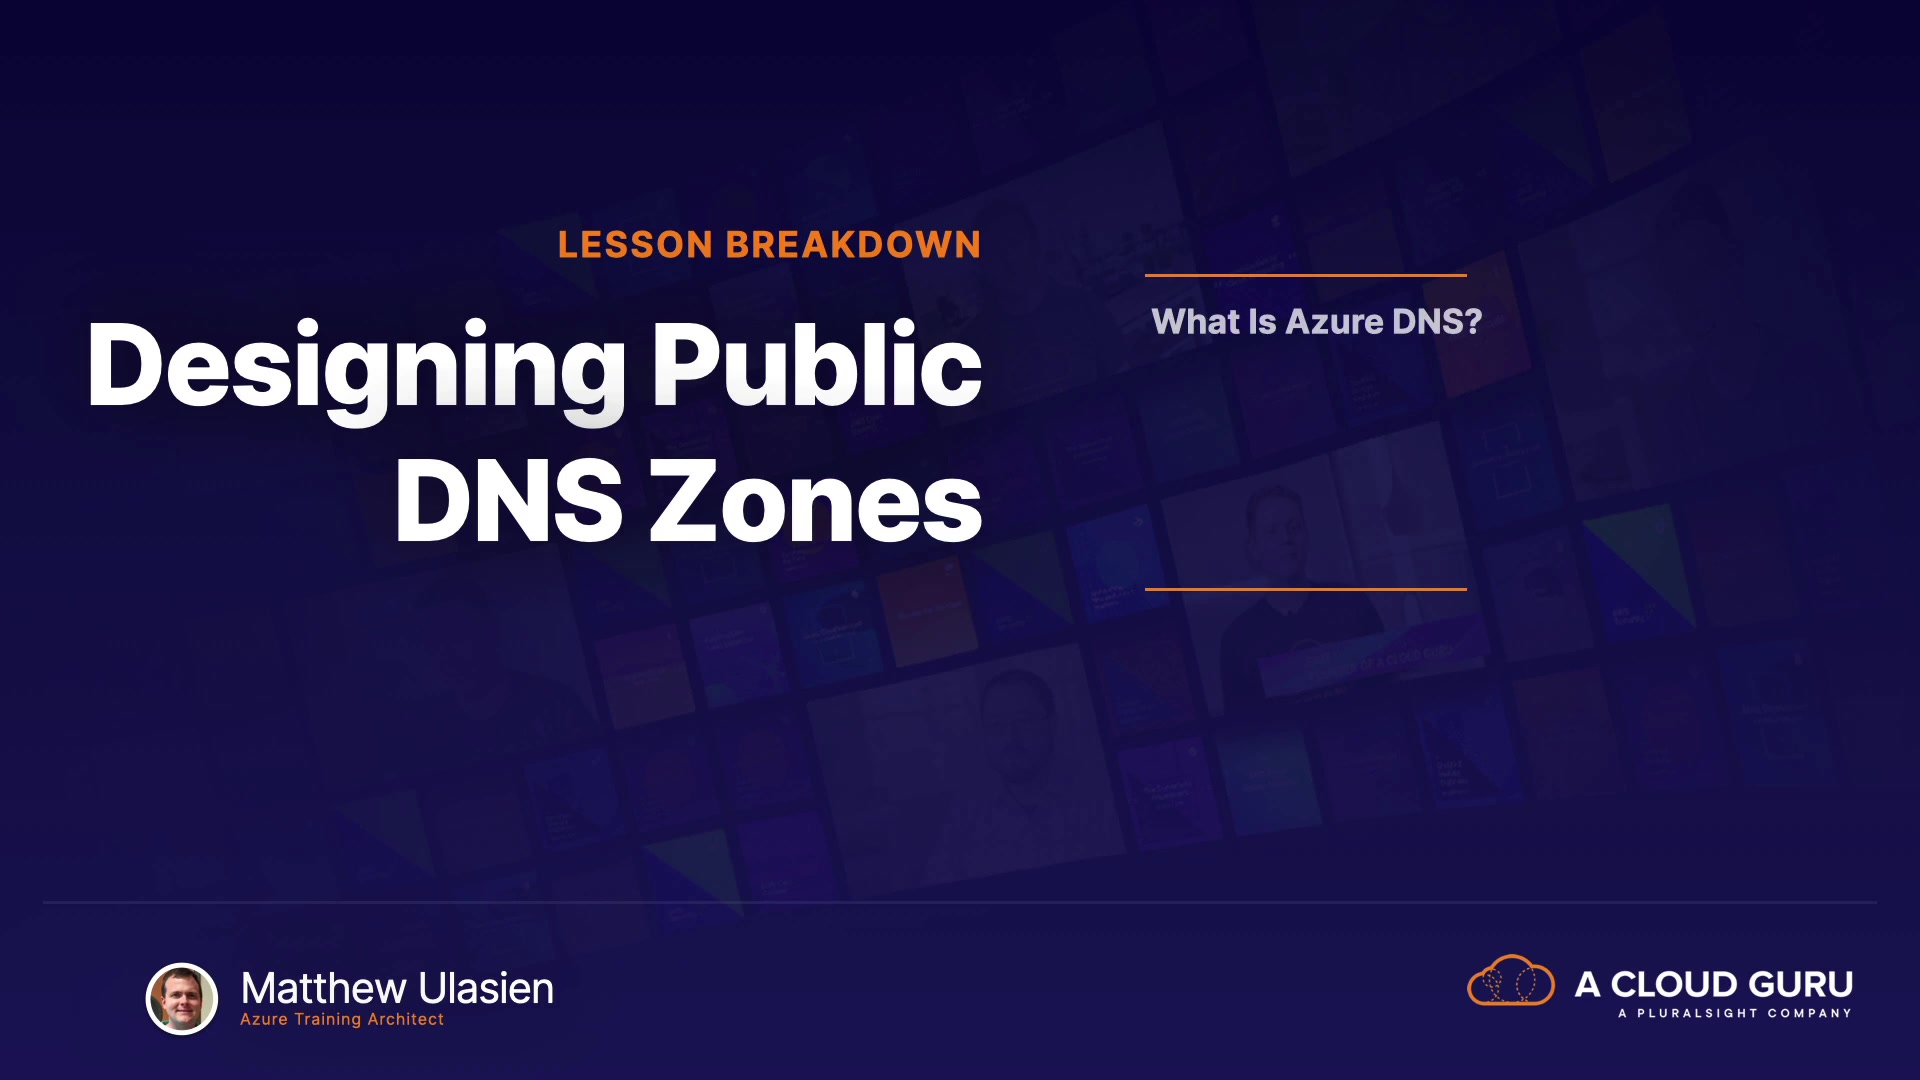 LESSON BREAKDOWN
Designing Public
DNS Zones
What Is Azure DNS?
Matthew Ulasien
Azure Training Architect
A CLOUD GURU
A PLURALSIGHT COMPANY